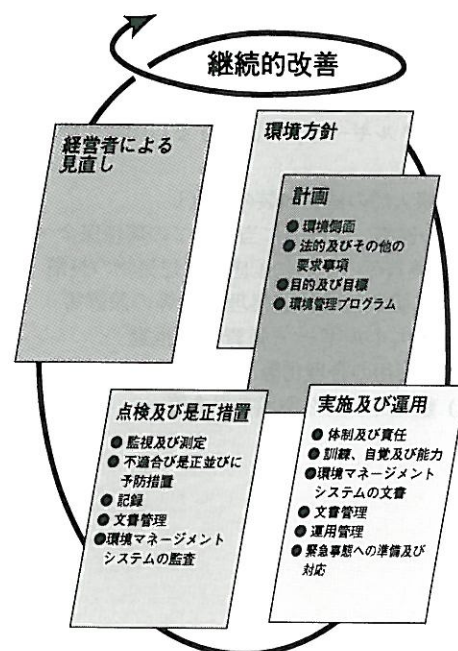 継続的改善
環境方針
計画
●環境側面
●法的及びその他の
要求事項
●目的及び目標
●環境管理プログラム
実施及び運用
●体制及び責任
●訓練、自覚及び能力
●環境マネージメント
システムの文書
●文書管理
●運用管理
●緊急事態への準備及び
対応
点検及び是正措置
●監視及び測定
●不適合び是正並びに
予防措置
●記録
●文書管理
●環境マネージメント
システムの監査
経営者による
見直し